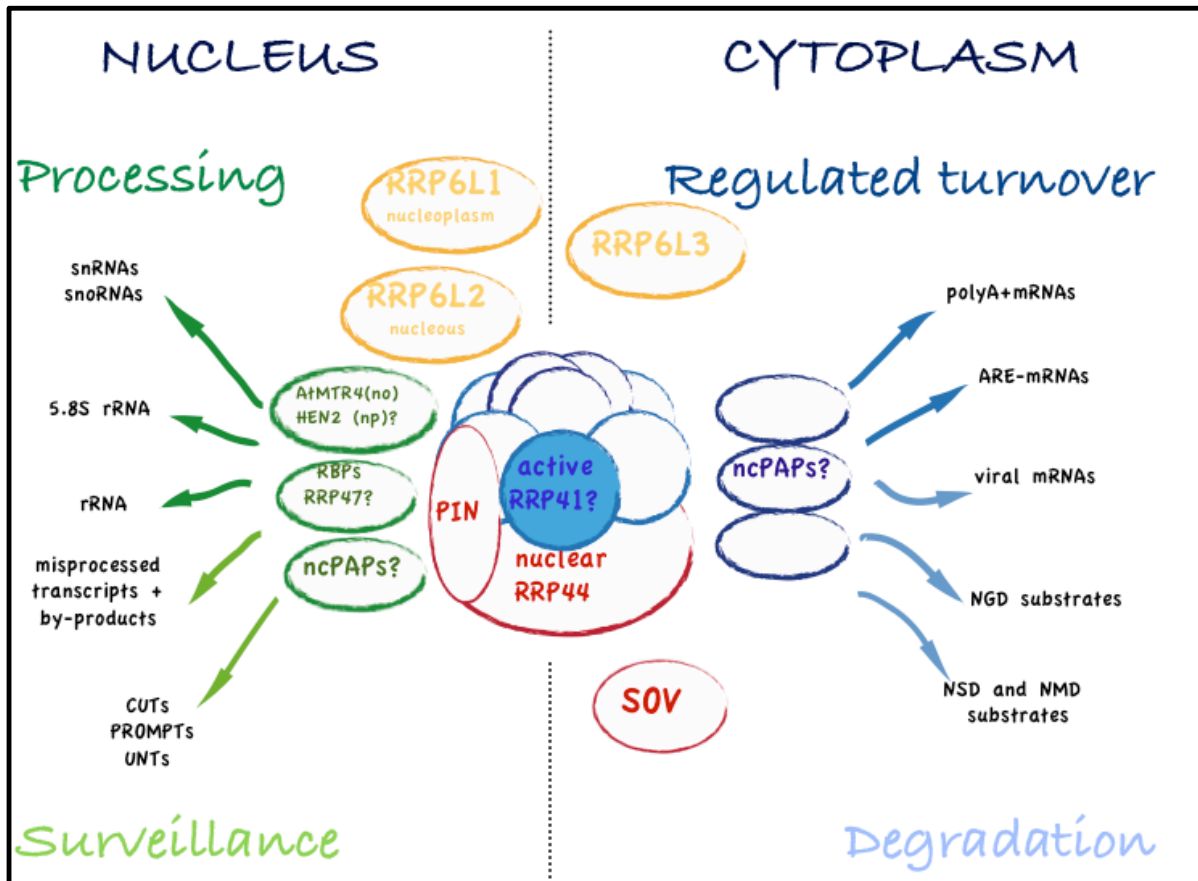 NUCLEUS
CYTOPLASM
Processing
Regulated turnover
RRP6L1
nucleoplasm
RRP6L2
nucleous
RRP6L3
snRNAs
snoRNAs
5.8S rRNA
rRNA
misprocessed
transcripts +
by-products
CUTs
PROMPTs
UNTs
AtMTR4(no)
HEN2 (np)?
RBPs
RRP47?
ncPAPs?
PIN
active
RRP41?
nuclear
RRP44
SOV
ncPAPs?
polyA+mRNAs
ARE-mRNAs
viral mRNAs
NGD substrates
NSD and NMD
substrates
Surveillance
Degradation